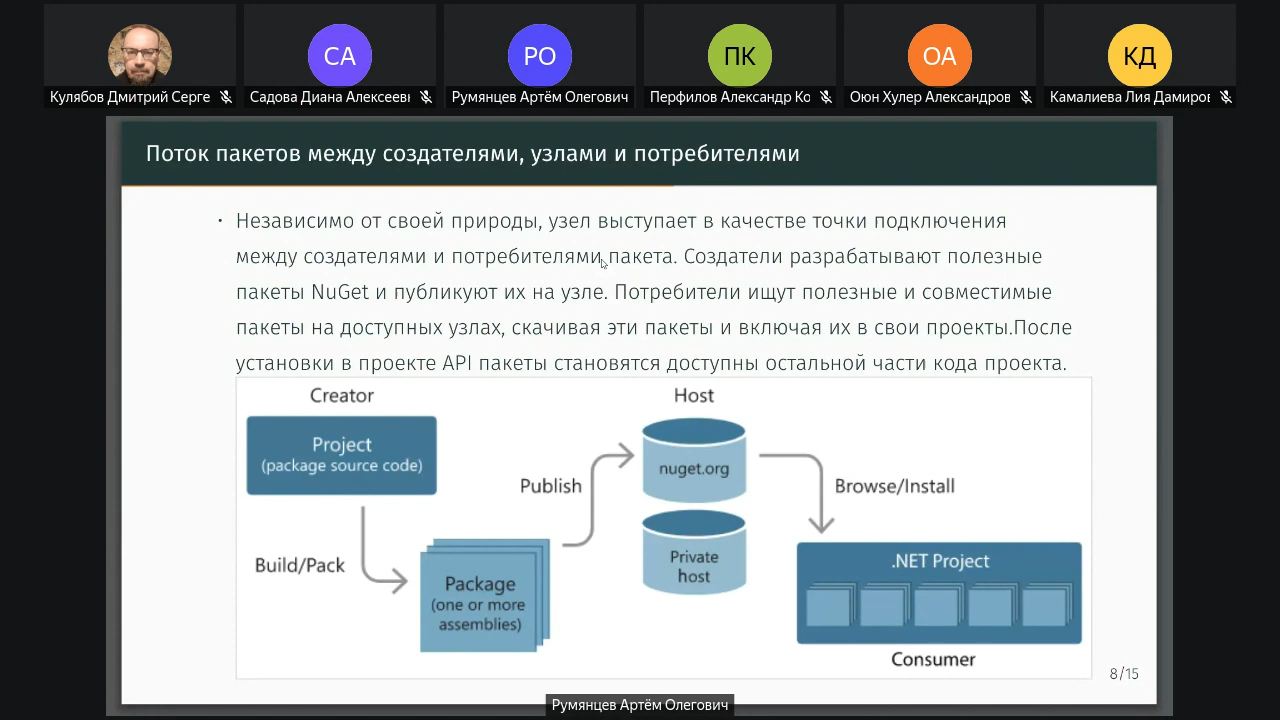 СА
РО
ПК
ОА
КД
Кулябов Дмитрий Серге
Садова Диана Алексеевн
Румянцев Артём Олегович
Перфилов Александр Ко
Оюн Хулер Александров
Камалиева Лия Дамиров
Поток пакетов между создателями, узлами и потребителями
• Независимо от своей природы, узел выступает в качестве точки подключения
между создателями и потребителями пакета. Создатели разрабатывают полезные
пакеты NuGet и публикуют их на узле. Потребители ищут полезные и совместимые
пакеты на доступных узлах, скачивая эти пакеты и включая их в свои проекты.После
установки в проекте API пакеты становятся доступны остальной части кода проекта.
Creator
Project
(package source code)
Build/Pack
Package
(one or more
assemblies)
Publish
Host
nuget.org
Private
host
Browse/Install
.NET Project
Consumer
8/15
Румянцев Артём Олегович